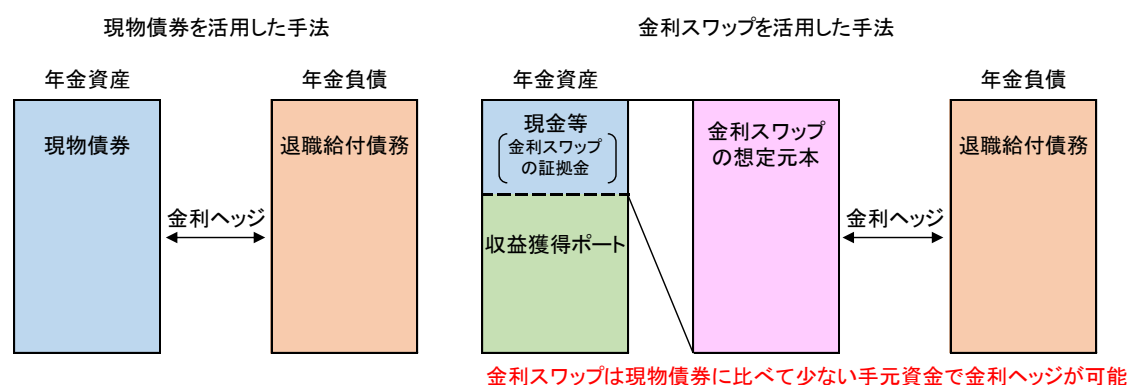 現物債券を活用した手法
年金資産
年金負債
現物債券
退職給付債務
金利ヘッジ
金利スワップを活用した手法
年金資産
年金負債
現金等
金利スワップ
の証拠金
収益獲得ポート
金利スワップ
の想定元本
金利ヘッジ
退職給付債務
金利スワップは現物債券に比べて少ない手元資金で金利ヘッジが可能